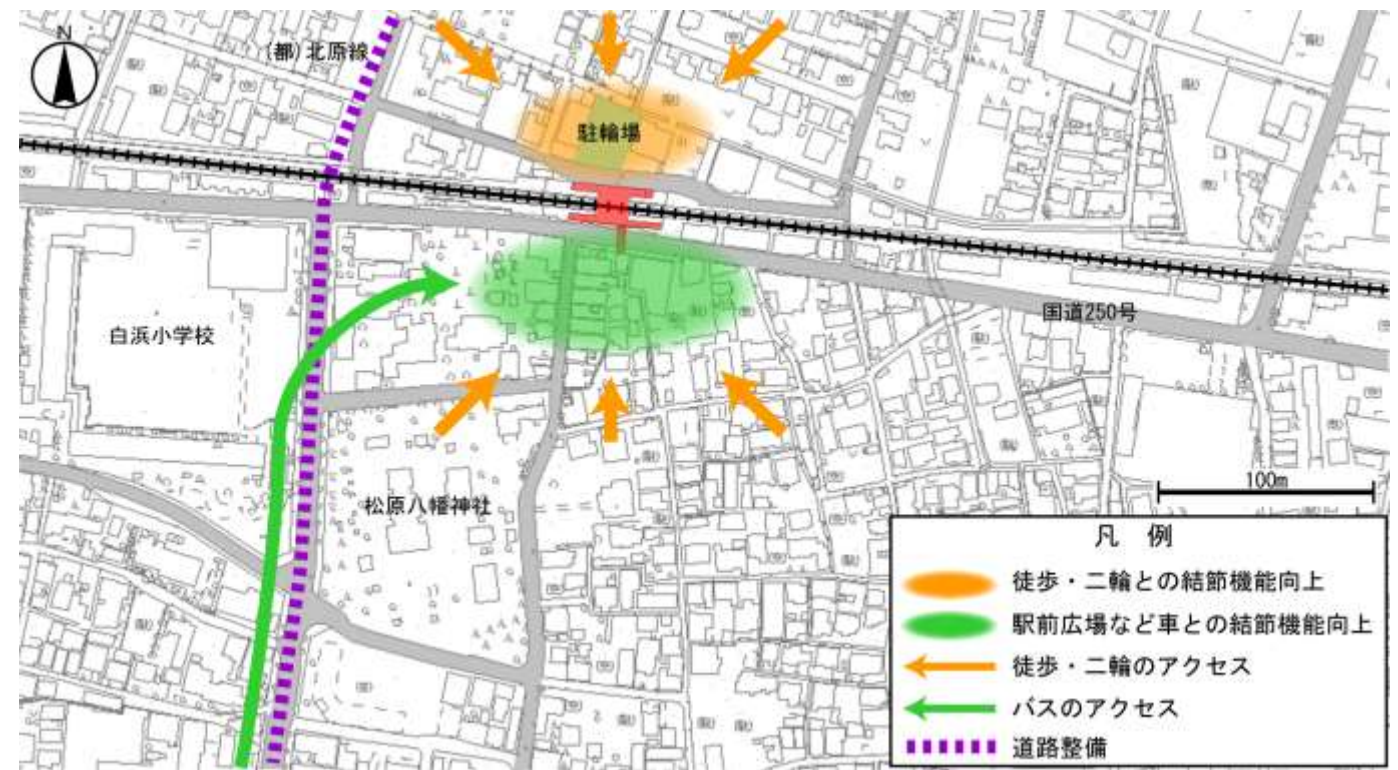 N
(都)北原線
駐輪場
国道250号
白浜小学校
松原八幡神社
100m
凡 例
徒歩・二輪との結節機能向上
駅前広場など車との結節機能向上
徒歩・二輪のアクセス
バスのアクセス
道路整備